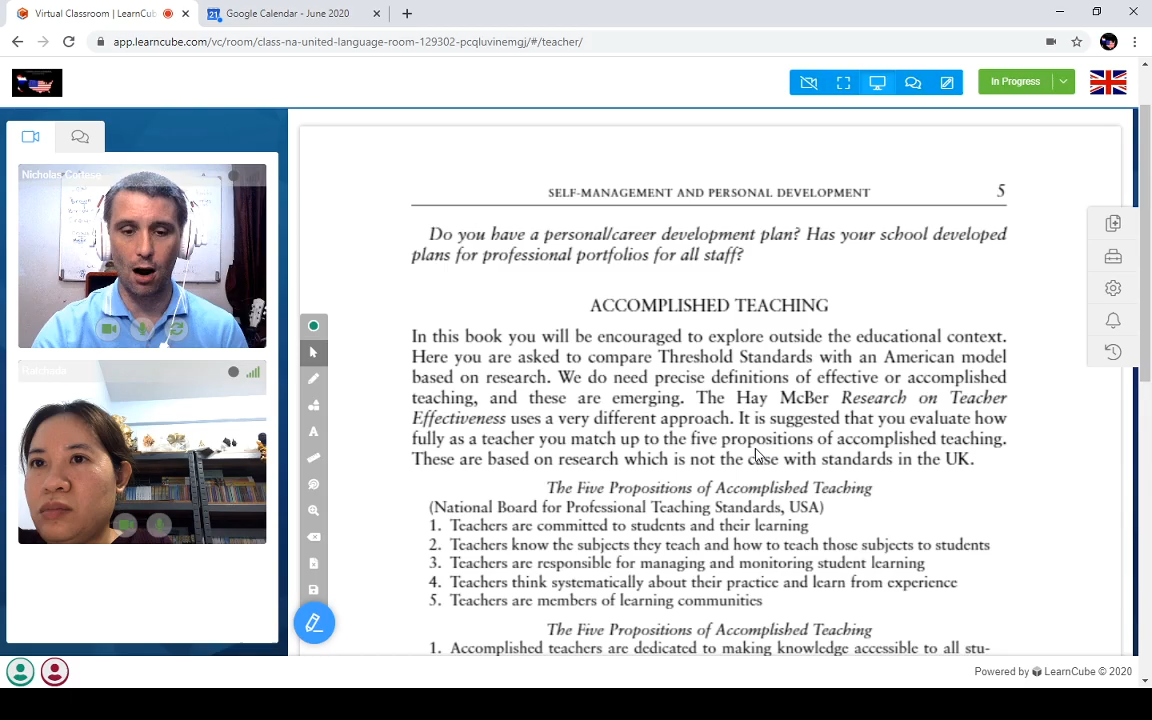 Virtual Classroom | LearnCub
Google Calendar - June 2020
app.learncube.com/vc/room/class-na-united-language-room-129302-pcqluvinemgj/#/teacher/
In Progress
Nicholas Cortese
Ratchada
SELF-MANAGEMENT AND PERSONAL DEVELOPMENT 5
Do you have a personal/career development plan? Has your school developed
plans for professional portfolios for all staff?
ACCOMPLISHED TEACHING
In this book you will be encouraged to explore outside the educational context.
Here you are asked to compare Threshold Standards with an American model
based on research. We do need precise definitions of effective or accomplished
teaching, and these are emerging. The Hay McBer Research on Teacher
Effectiveness uses a very different approach. It is suggested that you evaluate how
fully as a teacher you match up to the five propositions of accomplished teaching.
These are based on research which is not the case with standards in the UK.
The Five Propositions of Accomplished Teaching
(National Board for Professional Teaching Standards, USA)
1. Teachers are committed to students and their learning
2. Teachers know the subjects they teach and how to teach those subjects to students
3. Teachers are responsible for managing and monitoring student learning
4. Teachers think systematically about their practice and learn from experience
5. Teachers are members of learning communities
The Five Propositions of Accomplished Teaching
1. Accomplished teachers are dedicated to making knowledge accessible to all stu-
Powered by LearnCube © 2020